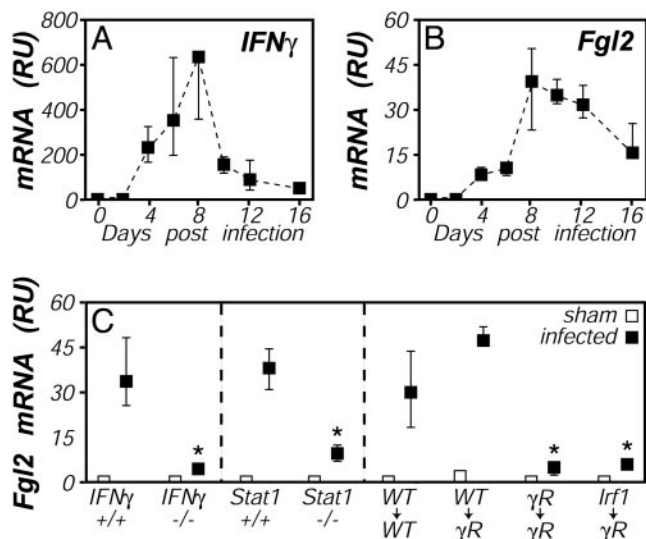 A IFNγ
mRNA (RU)
800
600
400
200
0
0 4 8 12 16
Days post infection
B Fgl2
mRNA (RU)
60
45
30
15
0
0 4 8 12 16
Days post infection
C
sham
infected
Fgl2 mRNA (RU)
60
45
30
15
0
* * * *
IFNγ IFNγ Stat1 Stat1 WT WT γR Irf1
+/+ -/- +/+ -/- ↓ ↓ ↓ ↓
WT γR γR γR